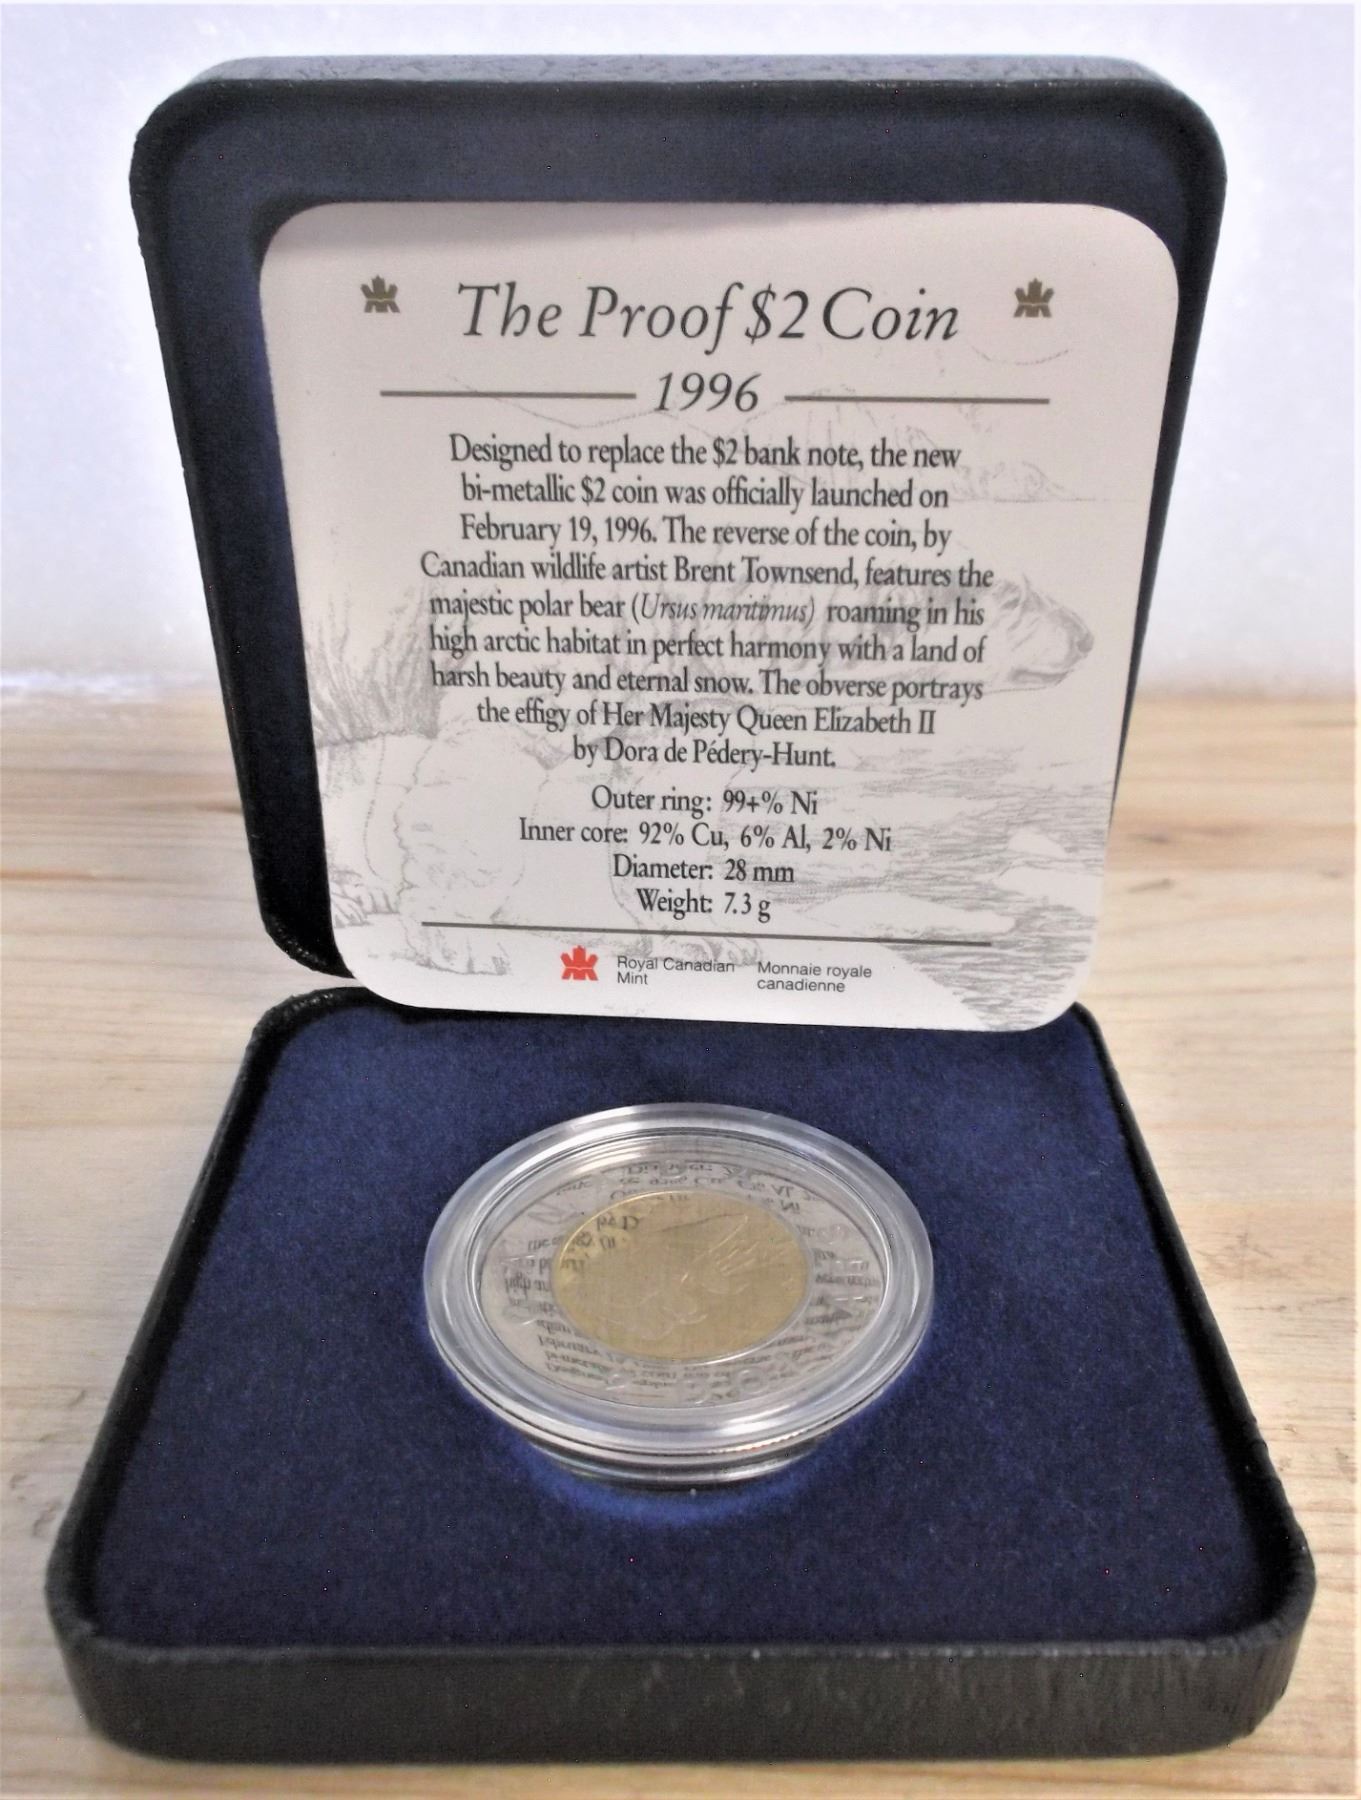 The Proof $2 Coin
1996
Designed to replace the $2 bank note, the new
bi-metallic $2 coin was officially launched on
February 19, 1996. The reverse of the coin, by
Canadian wildlife artist Brent Townsend, features the
majestic polar bear (Ursus maritimus) roaming in his
high arctic habitat in perfect harmony with a land of
harsh beauty and eternal snow. The obverse portrays
the effigy of Her Majesty Queen Elizabeth II
by Dora de Pédery-Hunt.
Outer ring: 99+% Ni
Inner core: 92% Cu, 6% Al, 2% Ni
Diameter: 28 mm
Weight: 7.3 g
Royal Canadian
Mint
Monnaie royale
canadienne